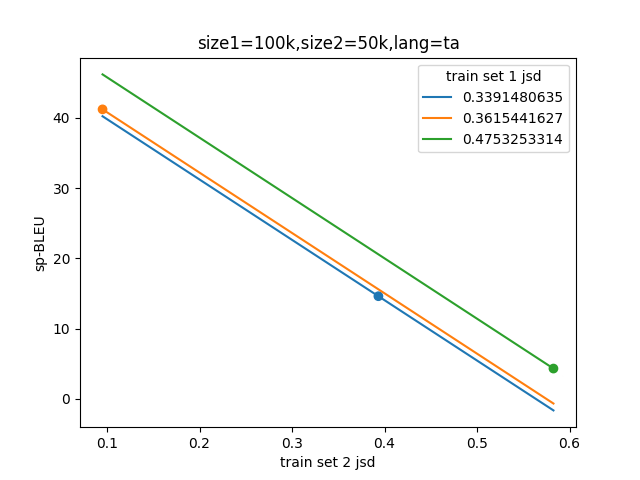 size1=100k,size2=50k,lang=ta
train set 1 jsd
0.3391480635
0.3615441627
0.4753253314
sp-BLEU
40
30
20
10
0
0.1 0.2 0.3 0.4 0.5 0.6
train set 2 jsd